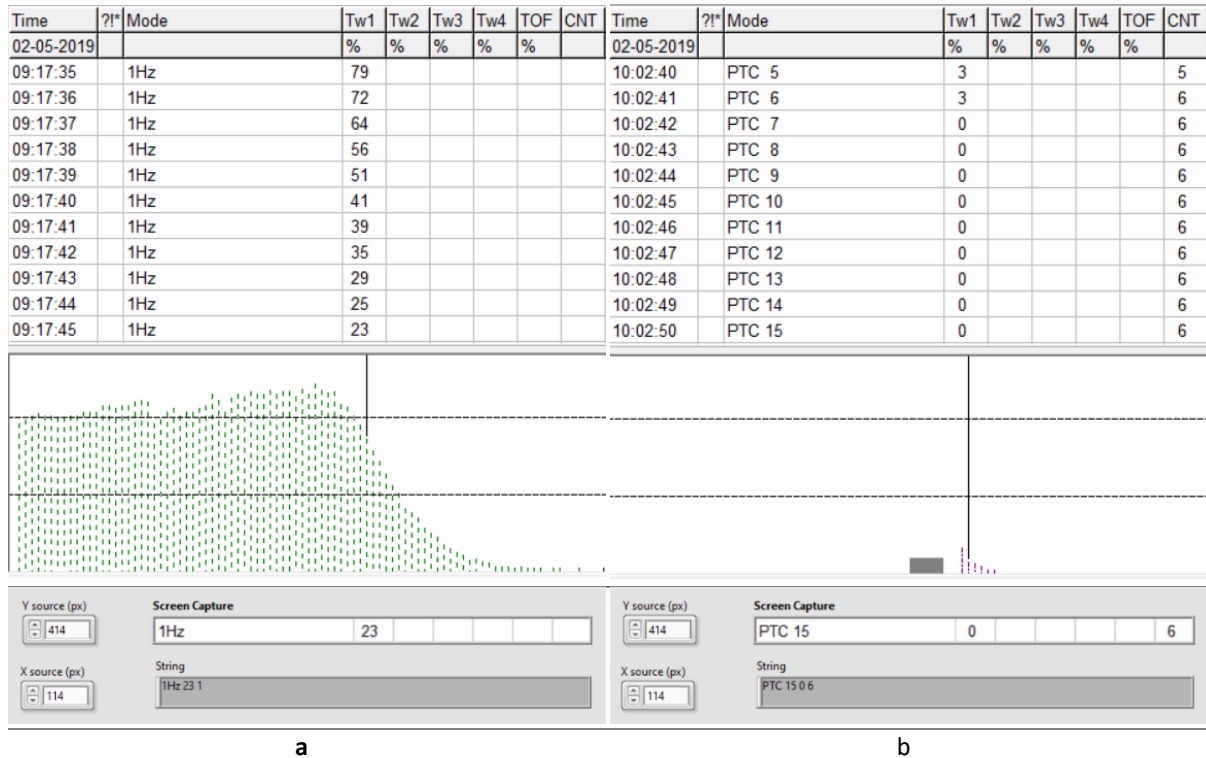 Time ?!* Mode Tw1 Tw2 Tw3 Tw4 TOF CNT
02-05-2019 % % % % %
09:17:35 1Hz 79
09:17:36 1Hz 72
09:17:37 1Hz 64
09:17:38 1Hz 56
09:17:39 1Hz 51
09:17:40 1Hz 41
09:17:41 1Hz 39
09:17:42 1Hz 35
09:17:43 1Hz 29
09:17:44 1Hz 25
09:17:45 1Hz 23
Y source (px) Screen Capture
414 1Hz 23
X source (px) String
114 1Hz 23 1
a
Time ?!* Mode Tw1 Tw2 Tw3 Tw4 TOF CNT
02-05-2019 % % % % %
10:02:40 PTC 5 3 5
10:02:41 PTC 6 3 6
10:02:42 PTC 7 0 6
10:02:43 PTC 8 0 6
10:02:44 PTC 9 0 6
10:02:45 PTC 10 0 6
10:02:46 PTC 11 0 6
10:02:47 PTC 12 0 6
10:02:48 PTC 13 0 6
10:02:49 PTC 14 0 6
10:02:50 PTC 15 0 6
Y source (px) Screen Capture
414 PTC 15 0 6
X source (px) String
114 PTC 15 0 6
b